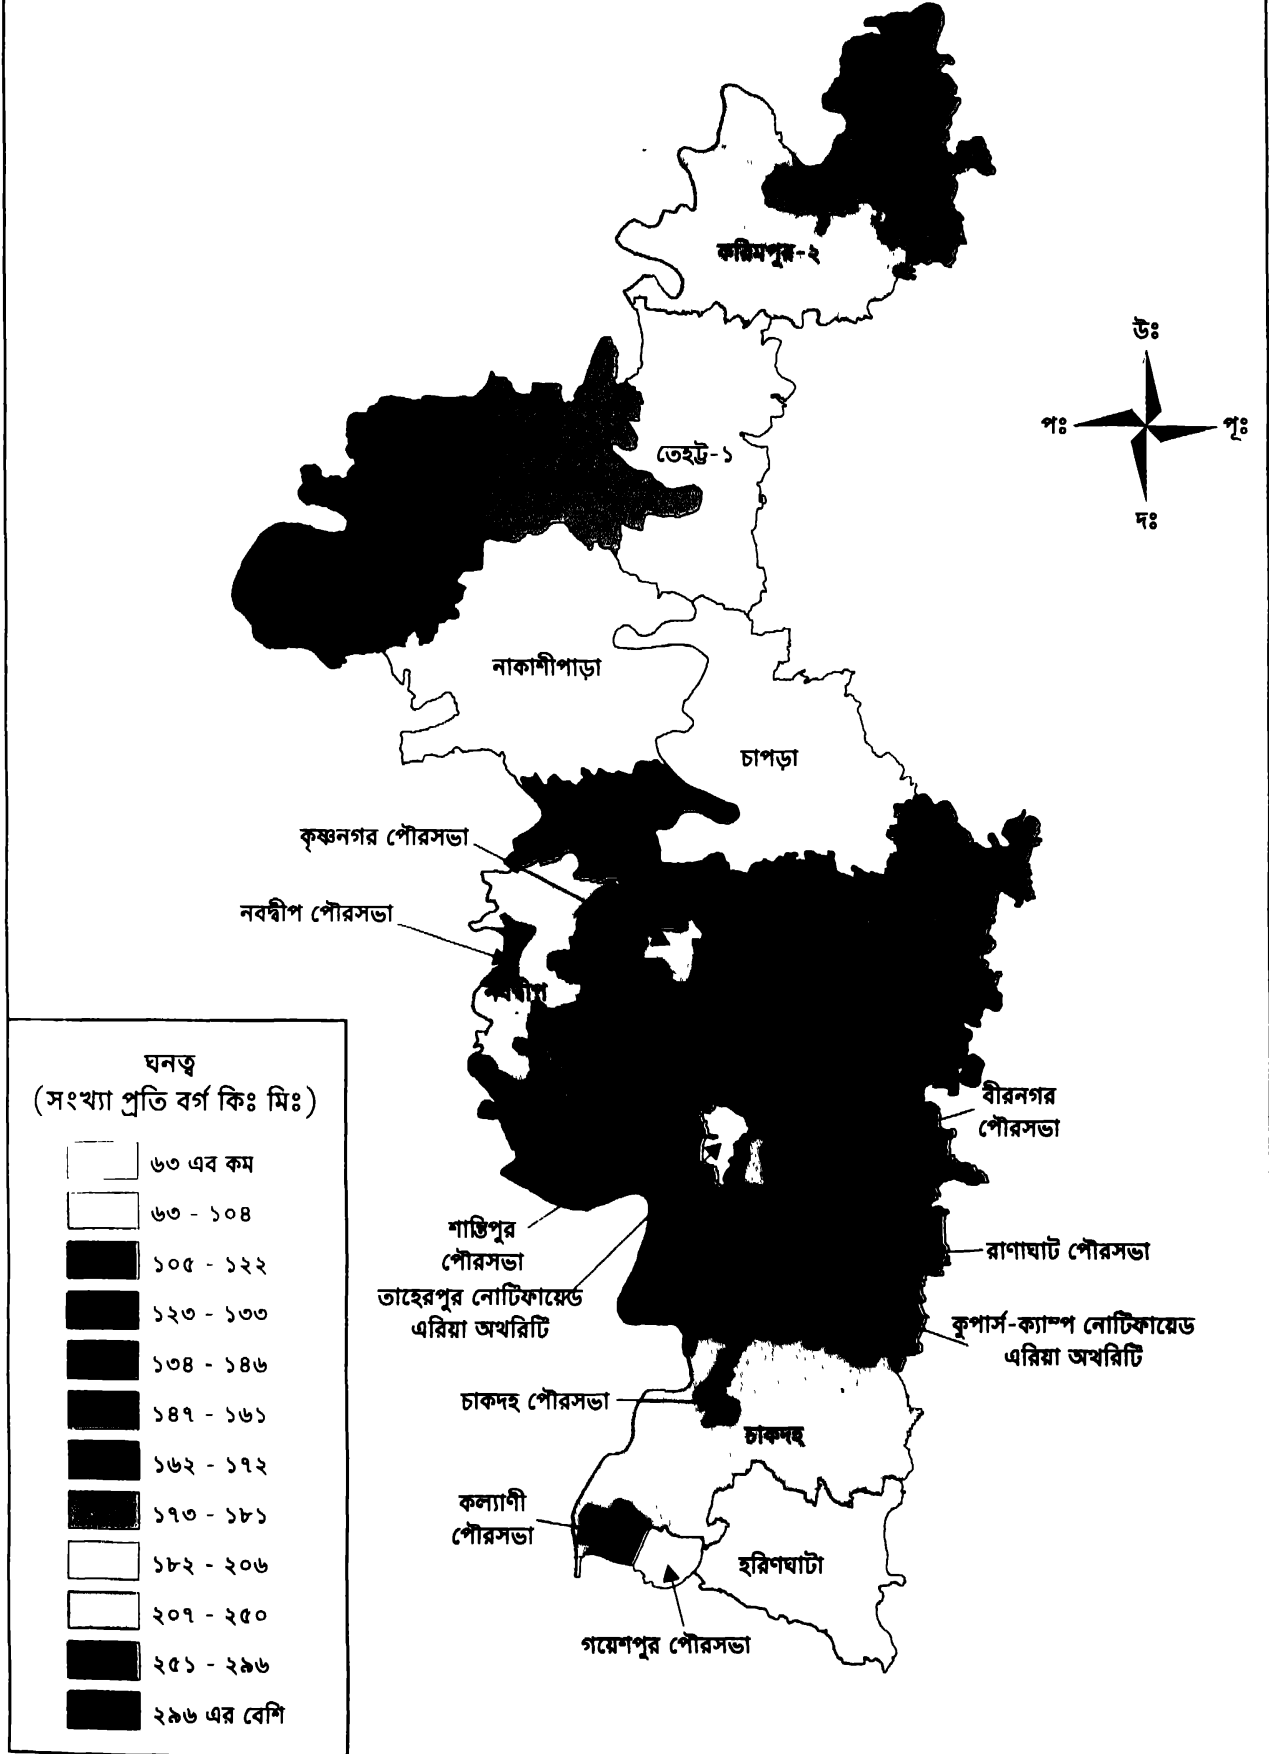 করিমপুর-২
উঃ
পঃ
পূঃ
দঃ
তেহট্ট-১
নাকাশীপাড়া
চাপড়া
কৃষ্ণনগর পৌরসভা
নবদ্বীপ পৌরসভা
নবদ্বীপ
বীরনগর
পৌরসভা
শান্তিপুর
পৌরসভা
তাহেরপুর নোটিফায়েড
এরিয়া অথরিটি
রাণাঘাট পৌরসভা
কুপার্স-ক্যাম্প নোটিফায়েড
এরিয়া অথরিটি
চাকদহ পৌরসভা
চাকদহ
কল্যাণী
পৌরসভা
হরিণঘাটা
গয়েশপুর পৌরসভা
ঘনত্ব
(সংখ্যা প্রতি বর্গ কিঃ মিঃ)
৬৩ এব কম
৬৩ - ১০৪
১০৫ - ১২২
১২৩ - ১৩৩
১৩৪ - ১৪৬
১৪৭ - ১৬১
১৬২ - ১৭২
১৭৩ - ১৮১
১৮২ - ২০৬
২০৭ - ২৫০
২৫১ - ২৯৬
২৯৬ এর বেশি